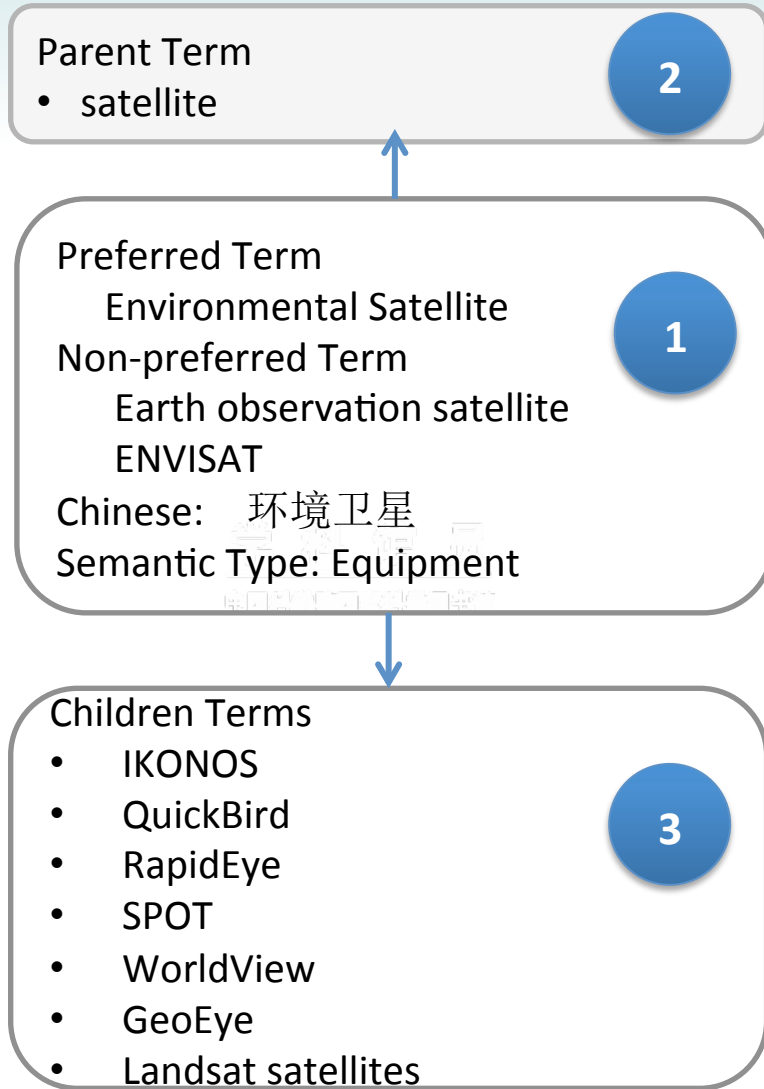 Parent Term
• satellite
2
Preferred Term
Environmental Satellite
1
Non-preferred Term
Earth observation satellite
ENVISAT
Chinese: 环境卫星
Semantic Type: Equipment
Children Terms
• IKONOS
• QuickBird
• RapidEye
3
• SPOT
• WorldView
• GeoEye
• Landsat satellites